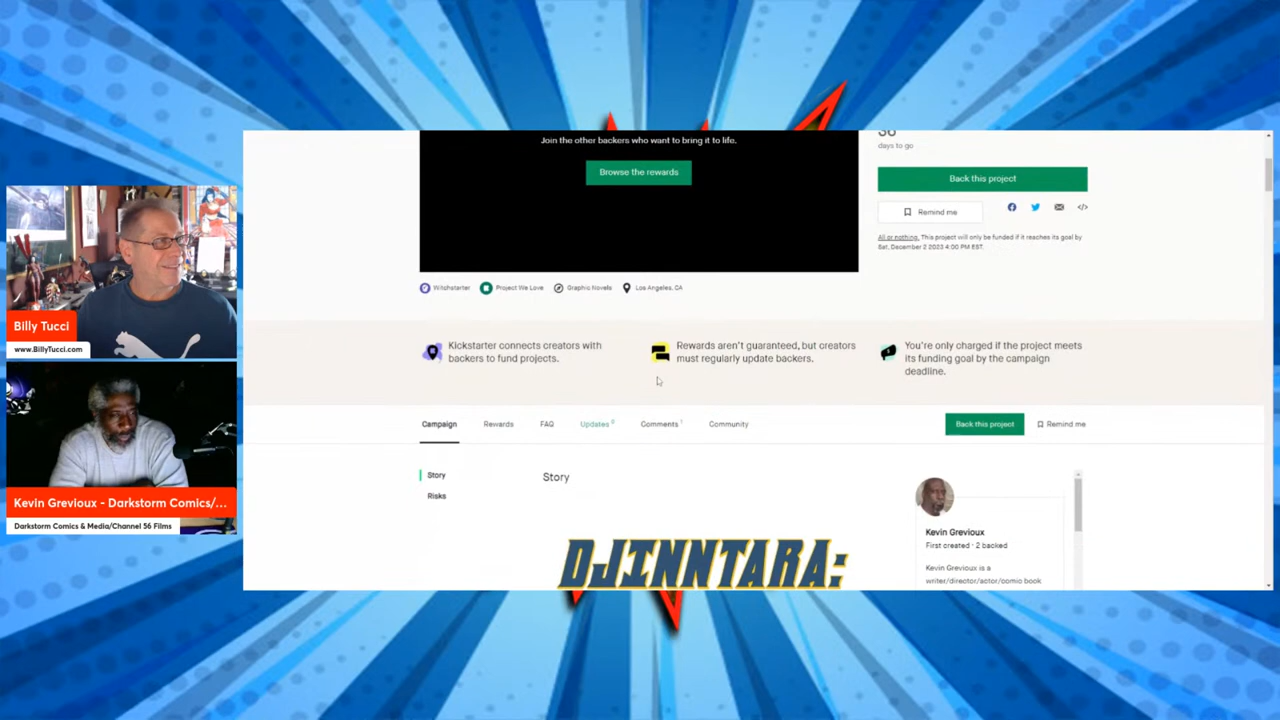 Join the other backers who want to bring it to life.
Browse the rewards
36
days to go
Back this project
Remind me
</>
All or nothing. This project will only be funded if it reaches its goal by
Sat, December 2 2023 4:00 PM EST.
Witchstarter
Project We Love
Graphic Novels
Los Angeles, CA
Kickstarter connects creators with
backers to fund projects.
Rewards aren't guaranteed, but creators
must regularly update backers.
You're only charged if the project meets
its funding goal by the campaign
deadline.
Campaign
Rewards
FAQ
Updates
Comments 1
Community
Back this project
Remind me
Story
Risks
Story
DJINNTARA:
Kevin Grevioux
First created · 2 backed
Kevin Grevioux is a
writer/director/actor/comic book
Billy Tucci
www.BillyTucci.com
Kevin Grevioux - Darkstorm Comics/...
Darkstorm Comics & Media/Channel 56 Films